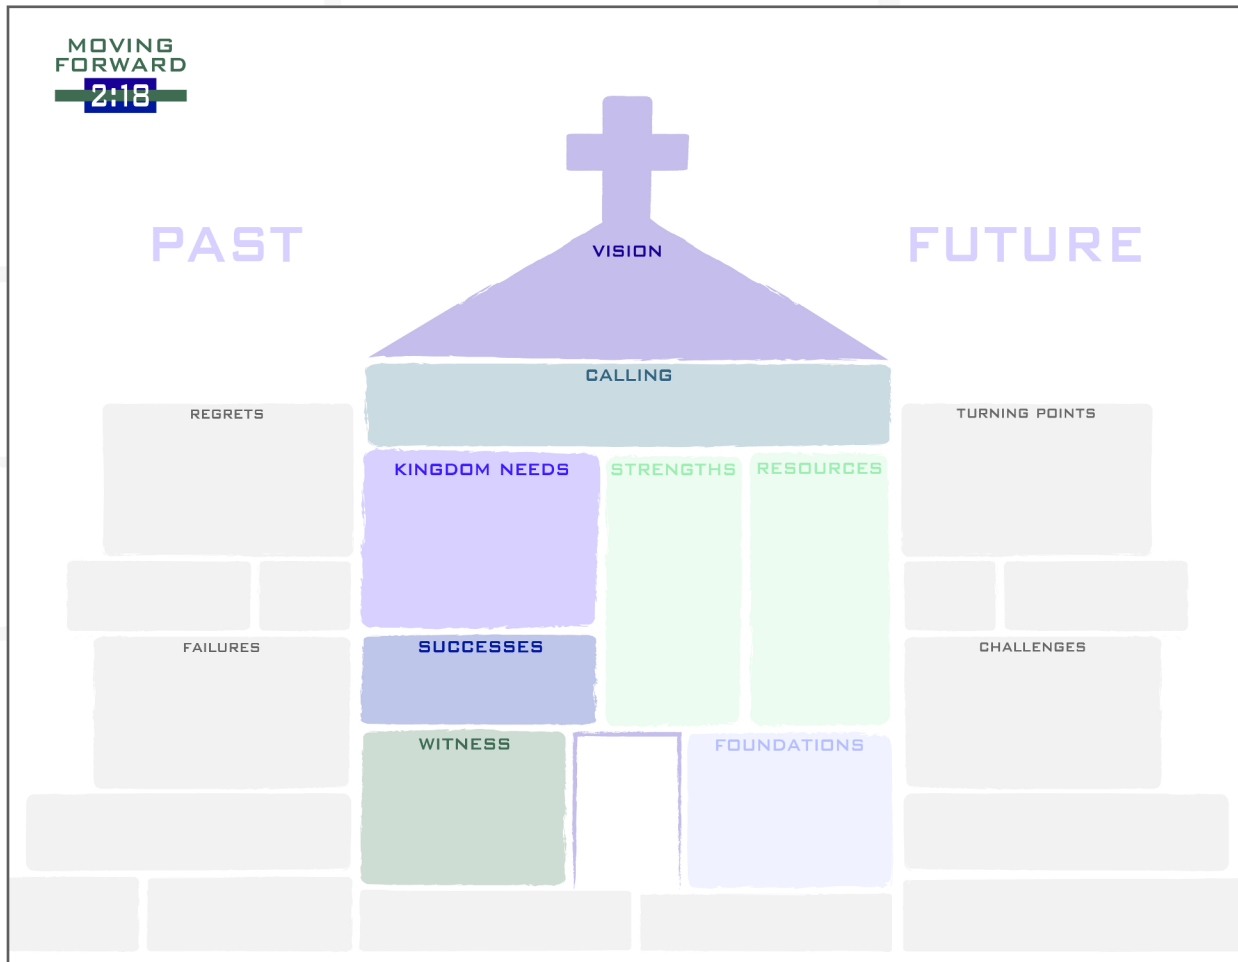 MOVING
FORWARD
2:18
PAST
FUTURE
VISION
CALLING
REGRETS
TURNING POINTS
KINGDOM NEEDS
STRENGTHS
RESOURCES
FAILURES
SUCCESSES
CHALLENGES
WITNESS
FOUNDATIONS